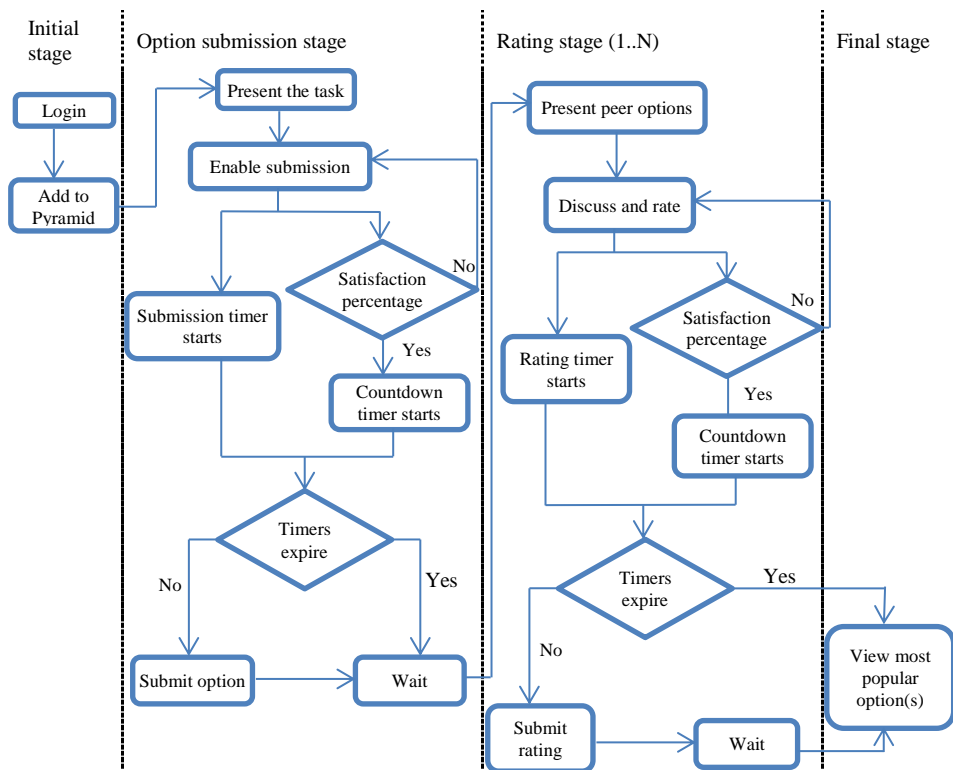 Initial
stage
Option submission stage
Rating stage (1..N)
Final stage
Login
Add to
Pyramid
Present the task
Enable submission
Satisfaction
percentage
No
Submission timer
starts
Yes
Countdown
timer starts
Timers
expire
No
Yes
Submit option
Wait
Present peer options
Discuss and rate
Satisfaction
percentage
No
Rating timer
starts
Yes
Countdown
timer starts
Timers
expire
Yes
No
Submit
rating
Wait
View most
popular
option(s)